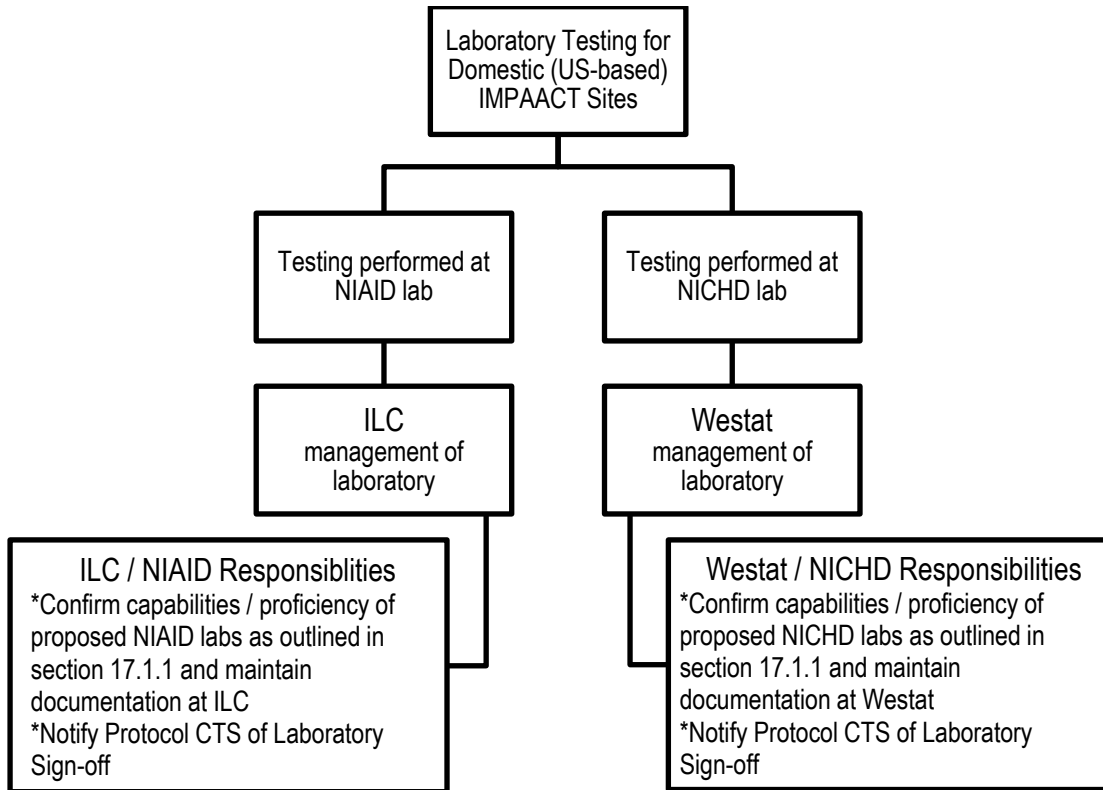 Laboratory Testing for
Domestic (US-based)
IMPAACT Sites
Testing performed at
NIAID lab
Testing performed at
NICHD lab
ILC
management of
laboratory
Westat
management of
laboratory
ILC / NIAID Responsiblities
*Confirm capabilities / proficiency of
proposed NIAID labs as outlined in
section 17.1.1 and maintain
documentation at ILC
*Notify Protocol CTS of Laboratory
Sign-off
Westat / NICHD Responsibilities
*Confirm capabilities / proficiency of
proposed NICHD labs as outlined in
section 17.1.1 and maintain
documentation at Westat
*Notify Protocol CTS of Laboratory
Sign-off